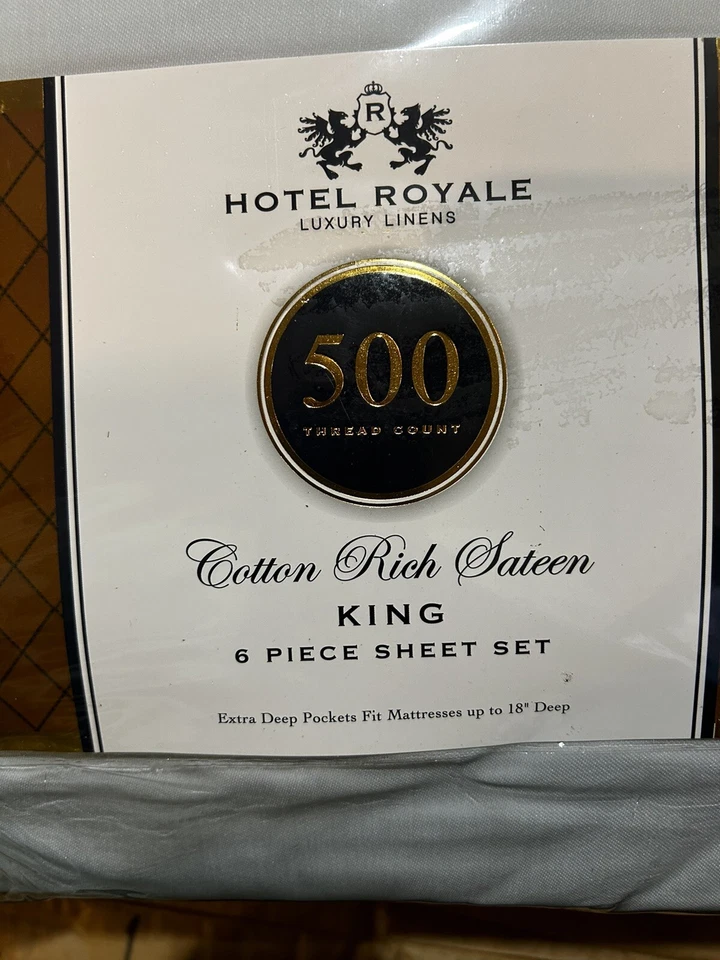 R
HOTEL ROYALE
LUXURY LINENS
500
THREAD COUNT
Cotton Rich Sateen
KING
6 PIECE SHEET SET
Extra Deep Pockets Fit Mattresses up to 18" Deep